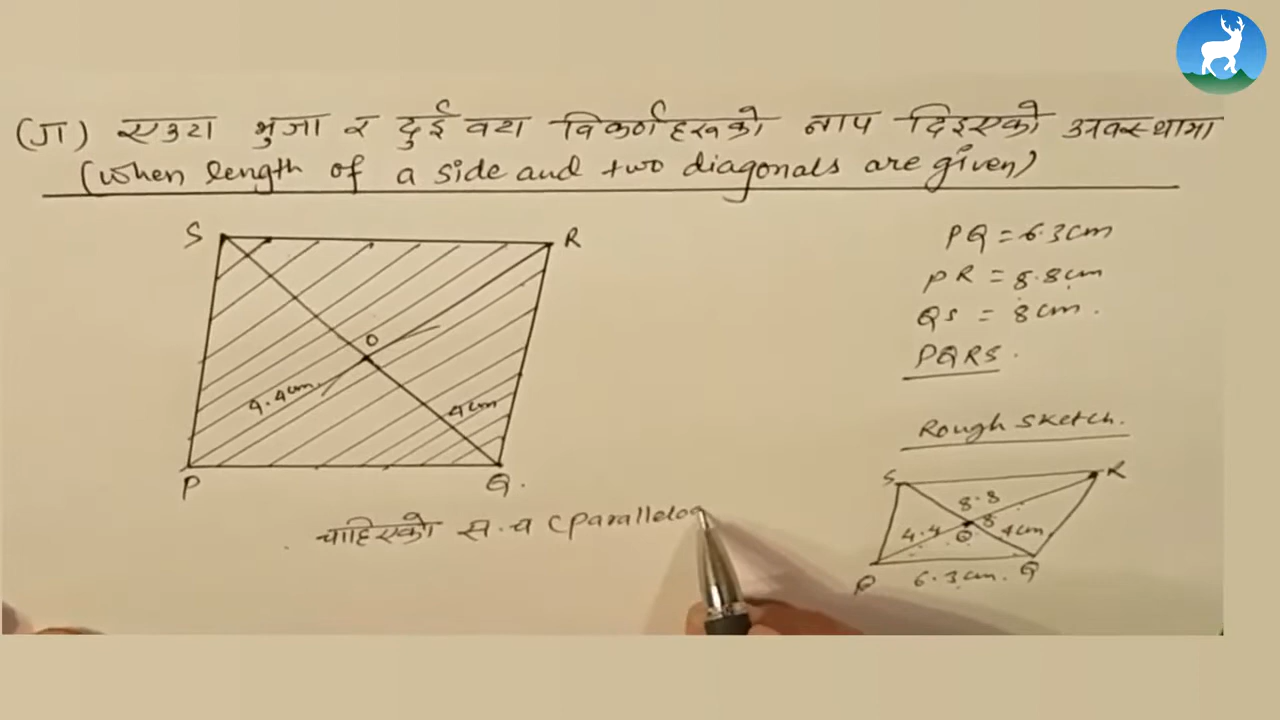 (ग) एउटा भुजा र दुई वटा विकर्णहरूको नाप दिइएको अवस्थामा
(when length of a side and two diagonals are given)
S
R
O
4.4cm.
4cm
P
Q.
चाहिएको स.च (Parallelog
PQ = 6.3cm
PR = 8.8cm
QS = 8cm.
PQRS.
Rough Sketch.
S
R
8.8
8
4.4
O
4cm
P
6.3cm.
Q